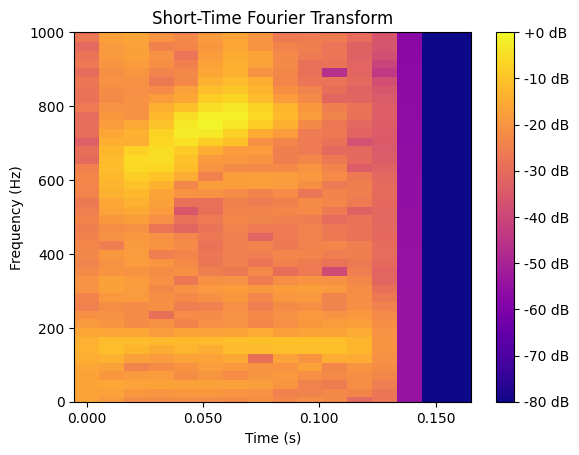 Short-Time Fourier Transform
1000
800
600
400
200
0
Frequency (Hz)
0.000
0.050
0.100
0.150
Time (s)
+0 dB
-10 dB
-20 dB
-30 dB
-40 dB
-50 dB
-60 dB
-70 dB
-80 dB